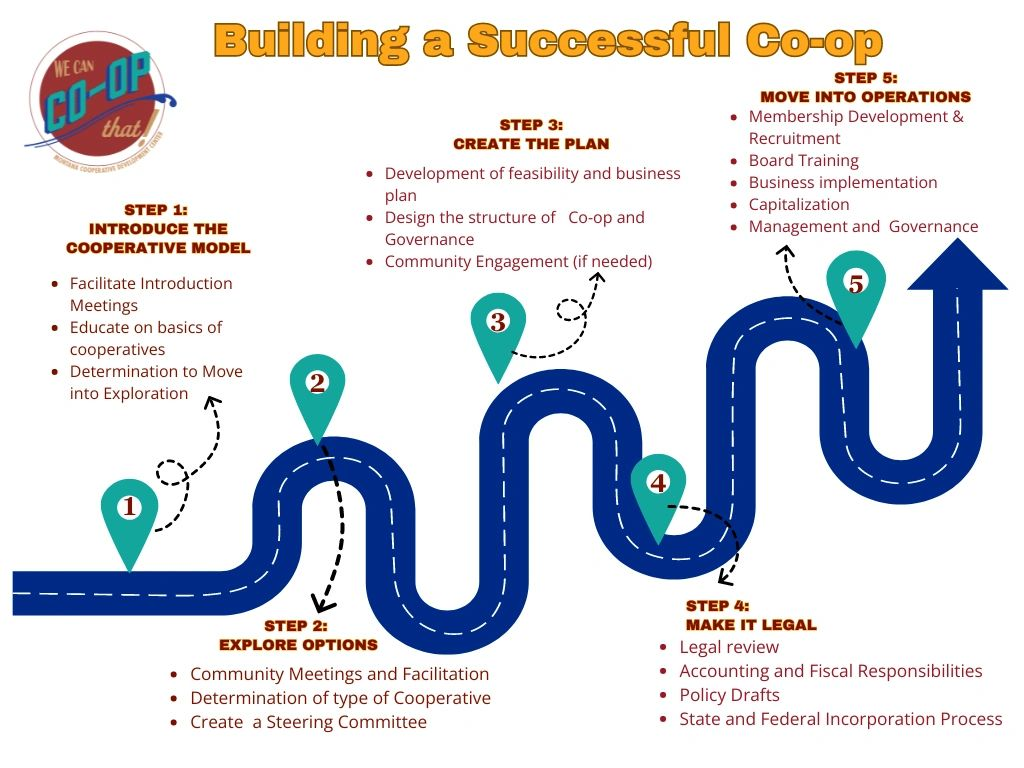 Building a Successful Co-op
WE CAN
CO-OP
that!
MONTANA COOPERATIVE DEVELOPMENT CENTER
STEP 1:
INTRODUCE THE
COOPERATIVE MODEL
• Facilitate Introduction
Meetings
• Educate on basics of
cooperatives
• Determination to Move
into Exploration
1
2
STEP 2:
EXPLORE OPTIONS
• Community Meetings and Facilitation
• Determination of type of Cooperative
• Create a Steering Committee
STEP 3:
CREATE THE PLAN
• Development of feasibility and business
plan
• Design the structure of Co-op and
Governance
• Community Engagement (if needed)
3
4
STEP 4:
MAKE IT LEGAL
• Legal review
• Accounting and Fiscal Responsibilities
• Policy Drafts
• State and Federal Incorporation Process
STEP 5:
MOVE INTO OPERATIONS
• Membership Development &
Recruitment
• Board Training
• Business implementation
• Capitalization
• Management and Governance
5